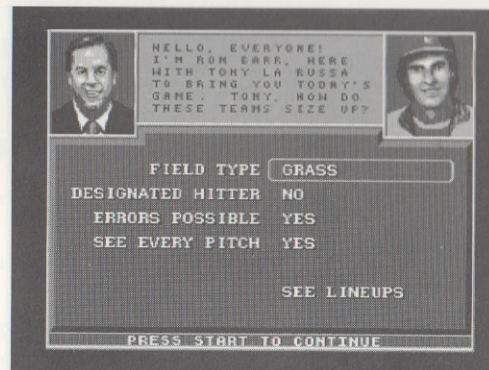 HELLO, EVERYONE!
I'M RON BARR, HERE
WITH TONY LA RUSSA
TO BRING YOU TODAY'S
GAME. TONY, HOW DO
THESE TEAMS SIZE UP?
FIELD TYPE GRASS
DESIGNATED HITTER NO
ERRORS POSSIBLE YES
SEE EVERY PITCH YES
SEE LINEUPS
PRESS START TO CONTINUE